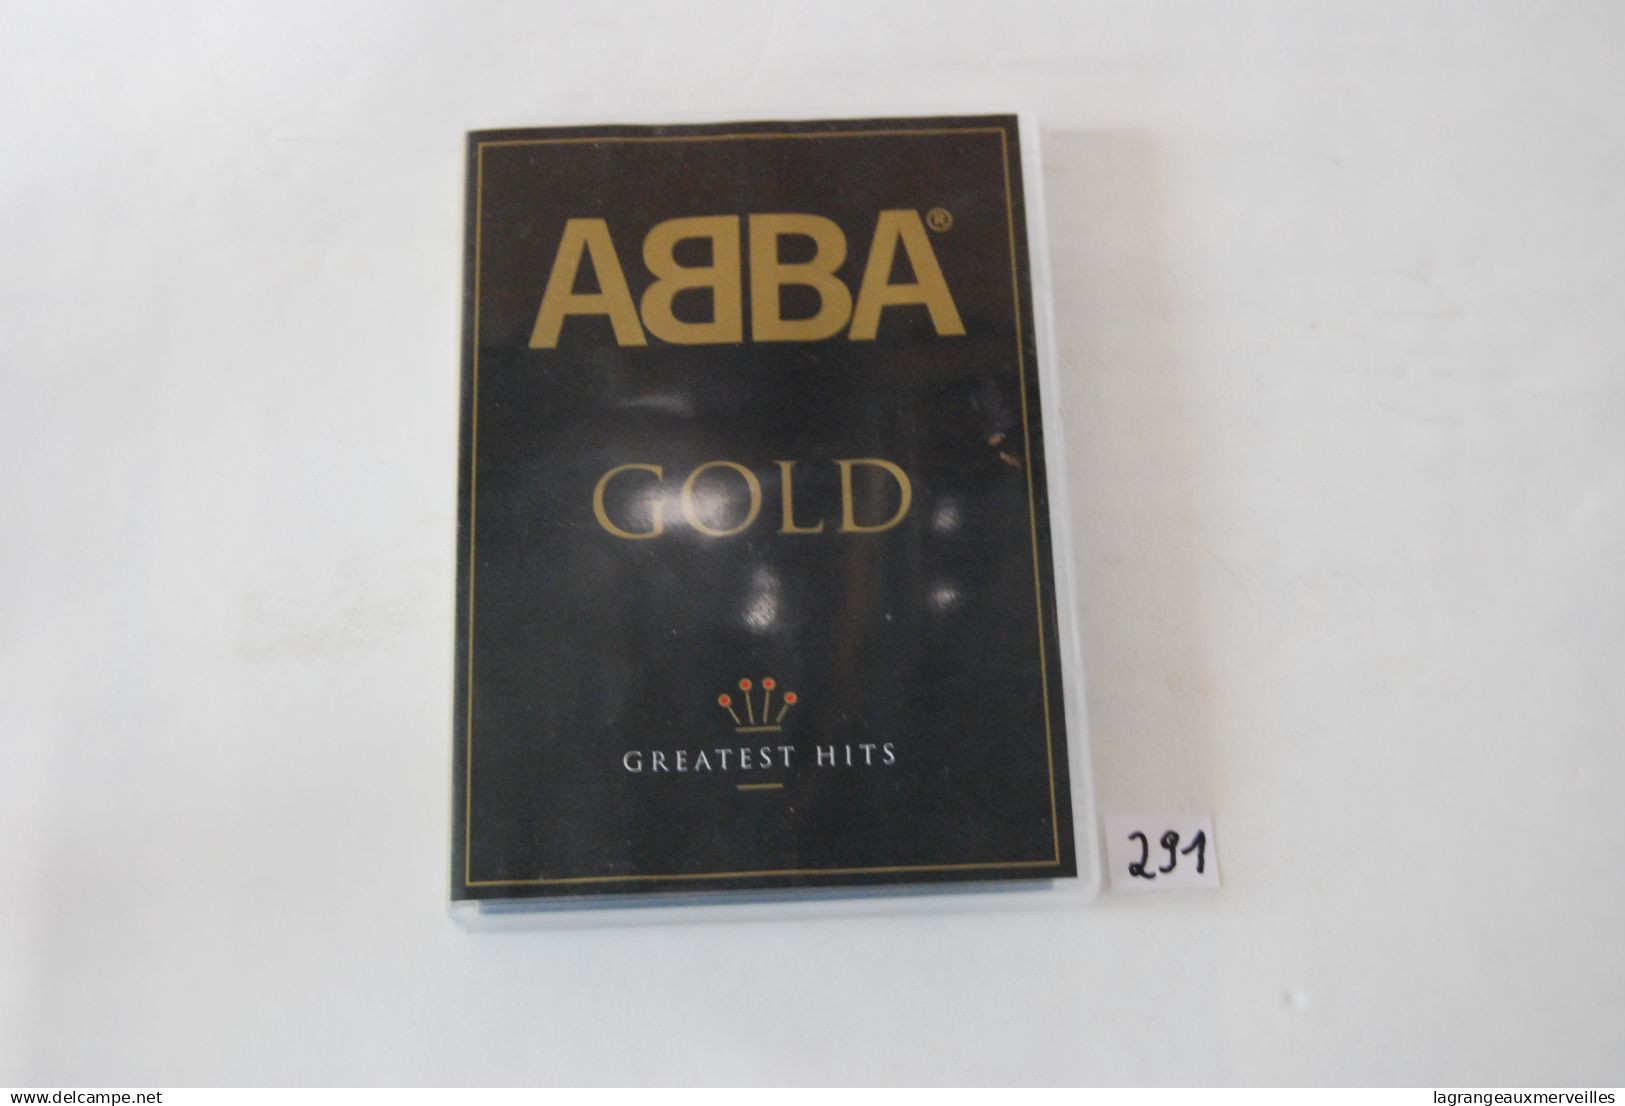 ABBA®
GOLD
GREATEST HITS
291
www.delcampe.net
lagrangeauxmerveilles